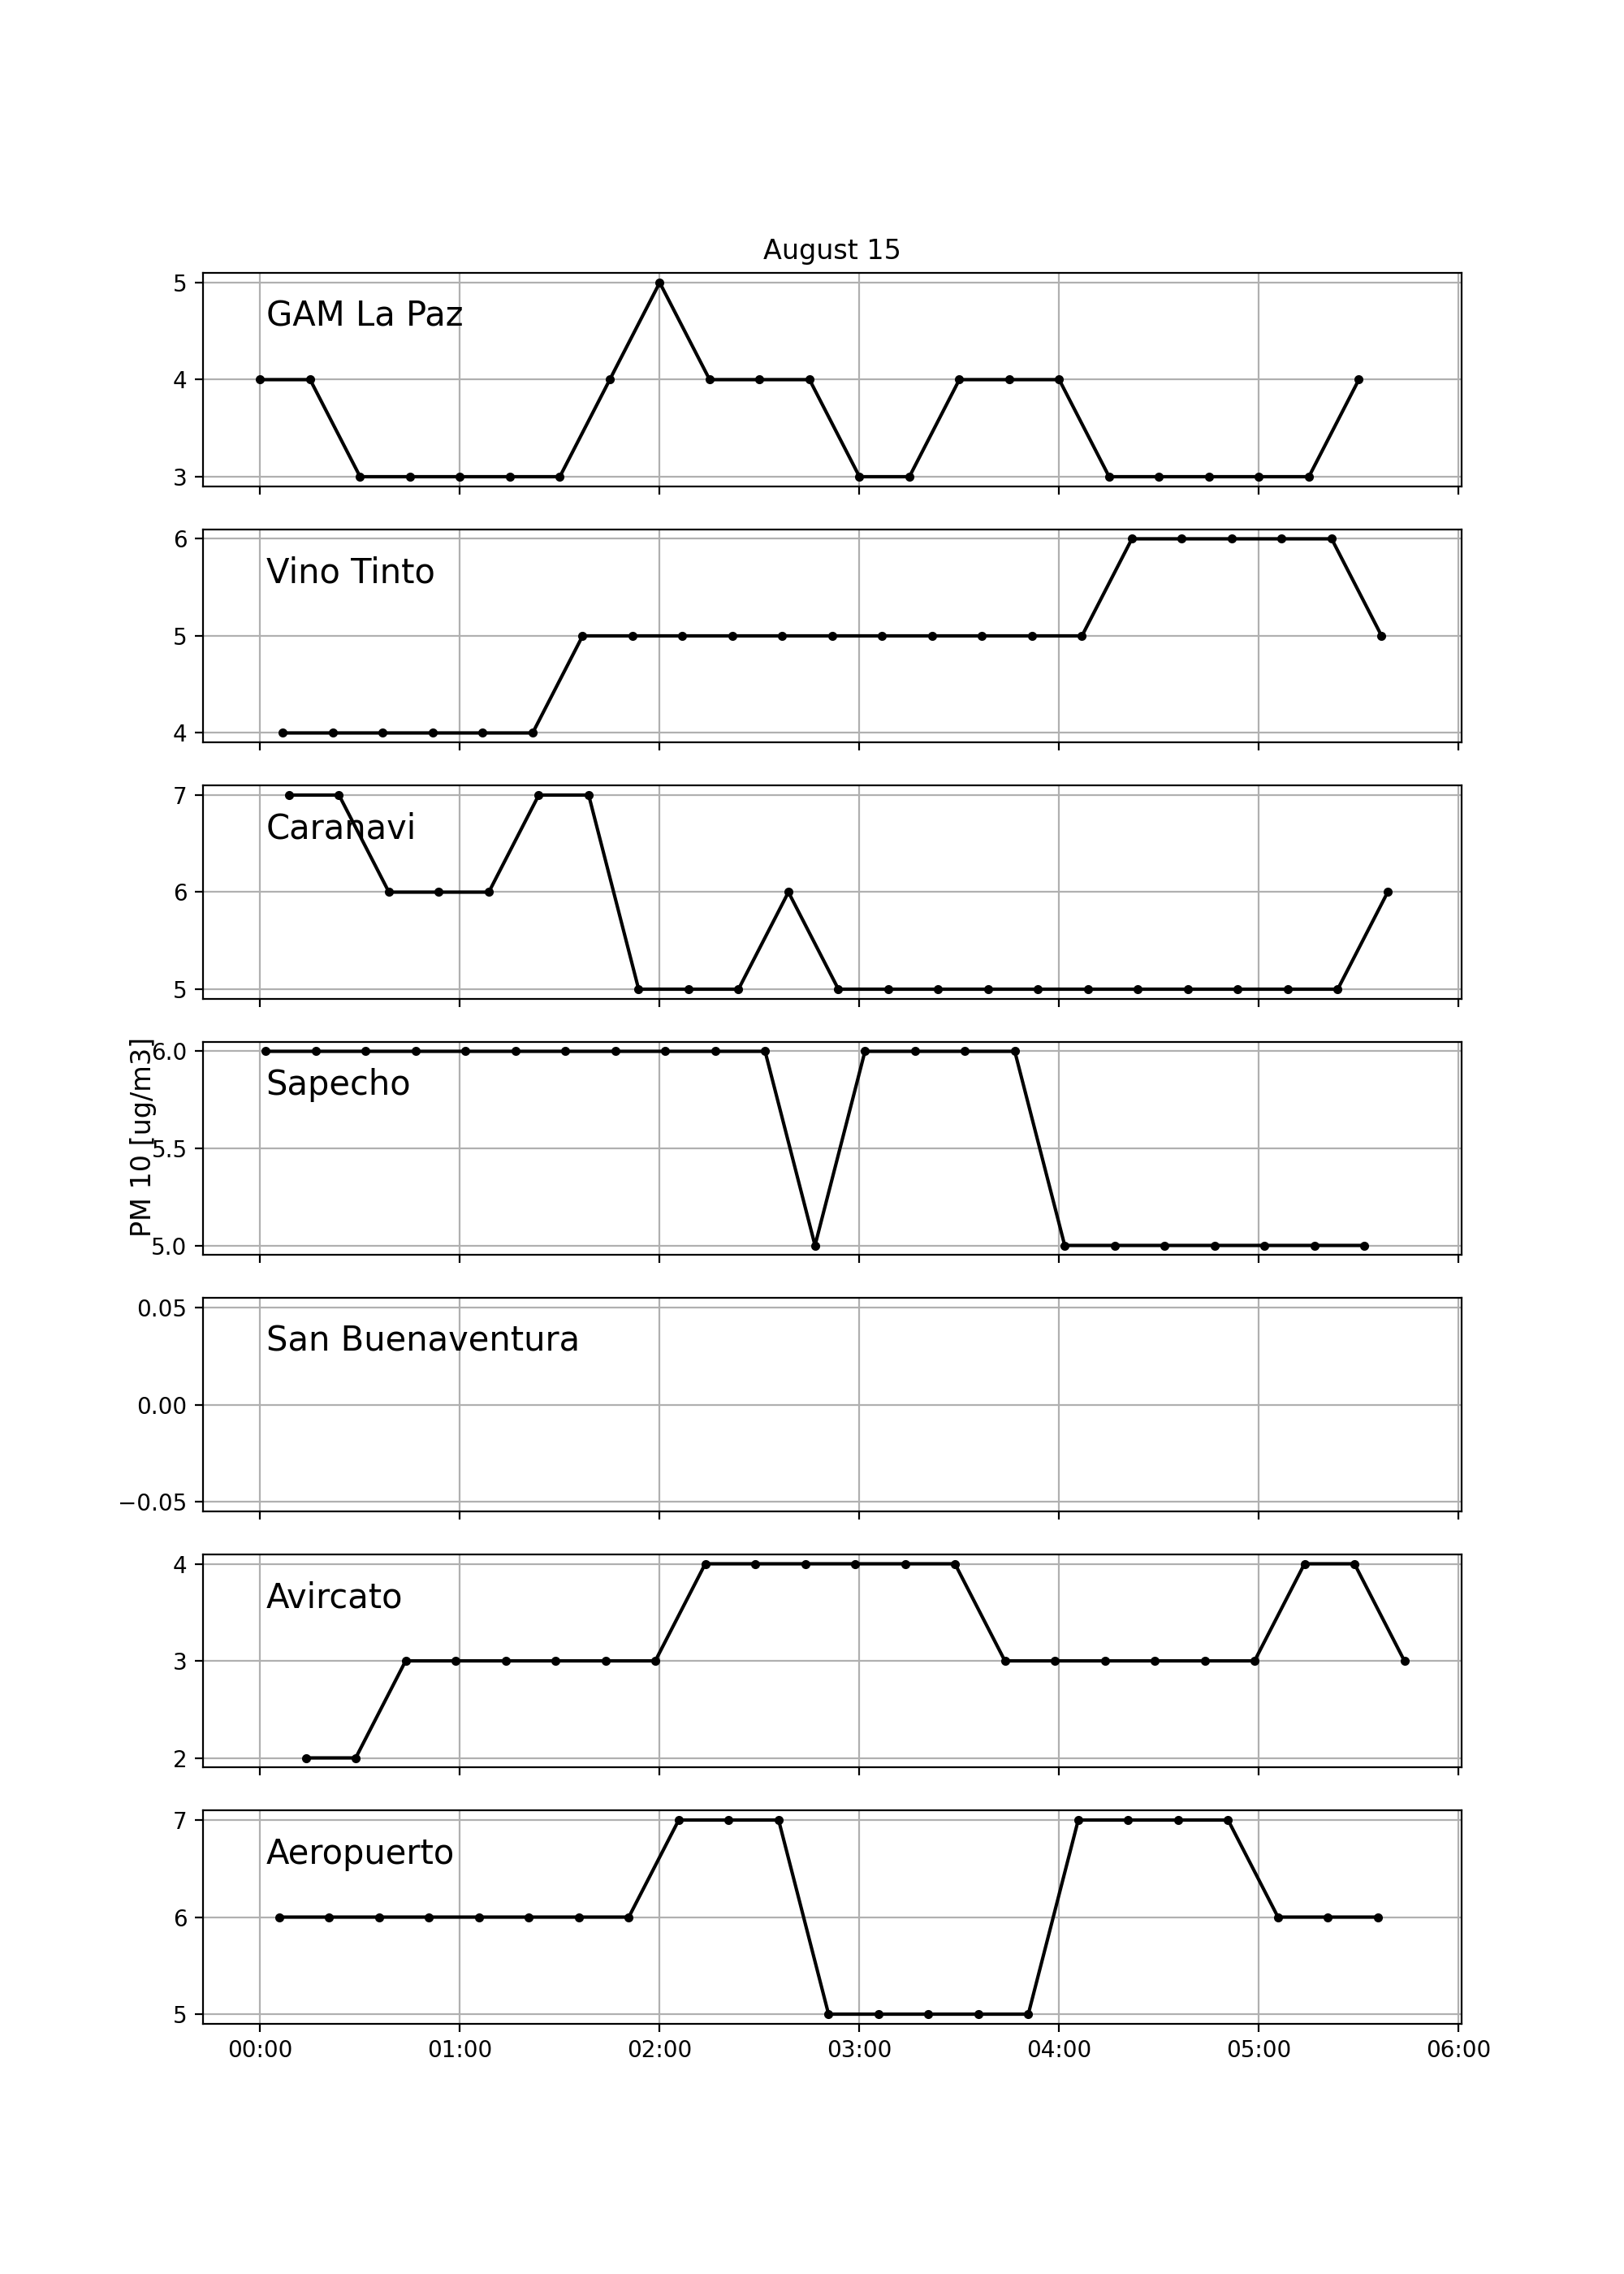 August 15
5
GAM La Paz
4
3
6
Vino Tinto
5
4
7
Caranavi
6
5
PM 10 [ug/m3]
6.0
Sapecho
5.5
5.0
0.05
San Buenaventura
0.00
−0.05
4
Avircato
3
2
7
Aeropuerto
6
5
00:00 01:00 02:00 03:00 04:00 05:00 06:00